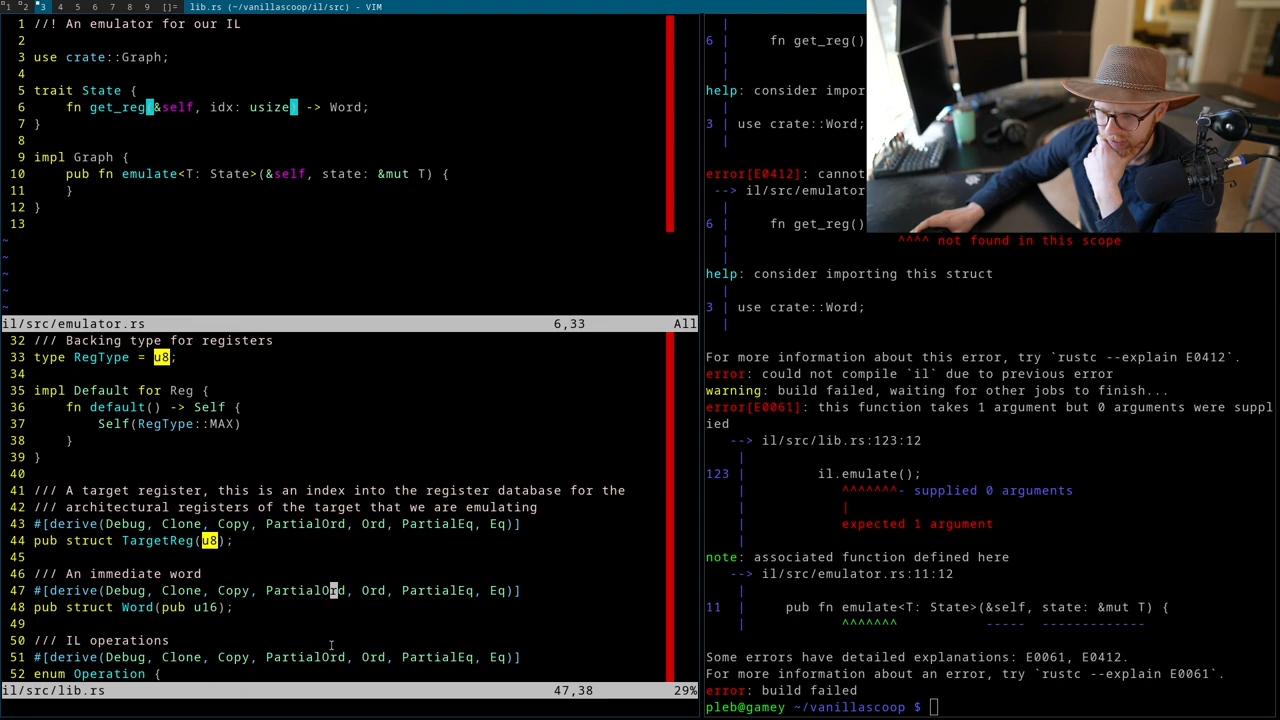 1 2 3 4 5 6 7 8 9 []= lib.rs (~/vanillascoop/il/src) - VIM
1 //! An emulator for our IL
2
3 use crate::Graph;
4
5 trait State {
6     fn get_reg(&self, idx: usize) -> Word;
7 }
8
9 impl Graph {
10     pub fn emulate<T: State>(&self, state: &mut T) {
11     }
12 }
13
~
~
~
~
~
il/src/emulator.rs 6,33 All
32 /// Backing type for registers
33 type RegType = u8;
34
35 impl Default for Reg {
36     fn default() -> Self {
37         Self(RegType::MAX)
38     }
39 }
40
41 /// A target register, this is an index into the register database for the
42 /// architectural registers of the target that we are emulating
43 #[derive(Debug, Clone, Copy, PartialOrd, Ord, PartialEq, Eq)]
44 pub struct TargetReg(u8);
45
46 /// An immediate word
47 #[derive(Debug, Clone, Copy, PartialOrd, Ord, PartialEq, Eq)]
48 pub struct Word(pub u16);
49
50 /// IL operations
51 #[derive(Debug, Clone, Copy, PartialOrd, Ord, PartialEq, Eq)]
52 enum Operation {
il/src/lib.rs 47,38 29%
  |
6 |     fn get_reg()
  |
  |
help: consider impor
  |
3 | use crate::Word;
  |
error[E0412]: cannot
 --> il/src/emulator
  |
6 |     fn get_reg()
  | ^^^^ not found in this scope
  |
help: consider importing this struct
  |
3 | use crate::Word;
  |
For more information about this error, try `rustc --explain E0412`.
error: could not compile `il` due to previous error
warning: build failed, waiting for other jobs to finish...
error[E0061]: this function takes 1 argument but 0 arguments were suppl
ied
   --> il/src/lib.rs:123:12
    |
123 |         il.emulate();
    |            ^^^^^^^- supplied 0 arguments
    |            |
    |            expected 1 argument
    |
note: associated function defined here
   --> il/src/emulator.rs:11:12
    |
11  |     pub fn emulate<T: State>(&self, state: &mut T) {
    |            ^^^^^^^           -----  -------------
Some errors have detailed explanations: E0061, E0412.
For more information about an error, try `rustc --explain E0061`.
error: build failed
pleb@gamey ~/vanillascoop $